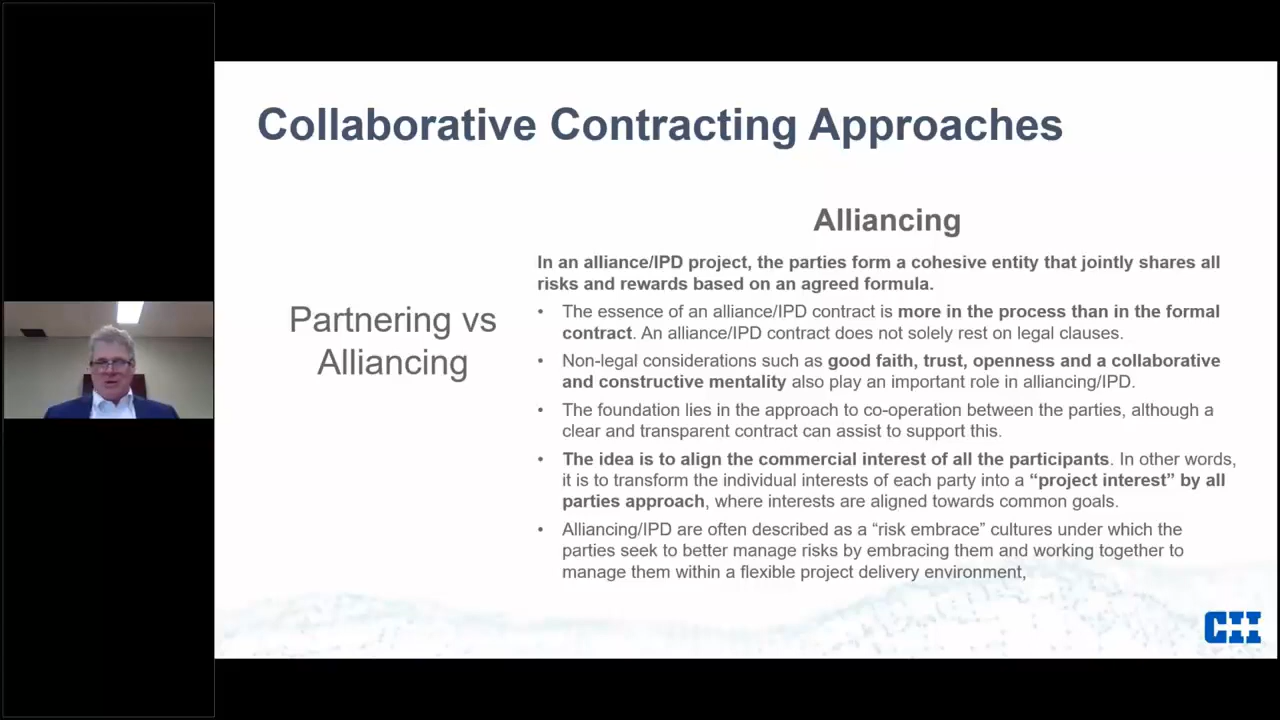 Collaborative Contracting Approaches
Partnering vs
Alliancing
Alliancing
In an alliance/IPD project, the parties form a cohesive entity that jointly shares all
risks and rewards based on an agreed formula.
• The essence of an alliance/IPD contract is more in the process than in the formal
contract. An alliance/IPD contract does not solely rest on legal clauses.
• Non-legal considerations such as good faith, trust, openness and a collaborative
and constructive mentality also play an important role in alliancing/IPD.
• The foundation lies in the approach to co-operation between the parties, although a
clear and transparent contract can assist to support this.
• The idea is to align the commercial interest of all the participants. In other words,
it is to transform the individual interests of each party into a “project interest” by all
parties approach, where interests are aligned towards common goals.
• Alliancing/IPD are often described as a “risk embrace” cultures under which the
parties seek to better manage risks by embracing them and working together to
manage them within a flexible project delivery environment,
CII